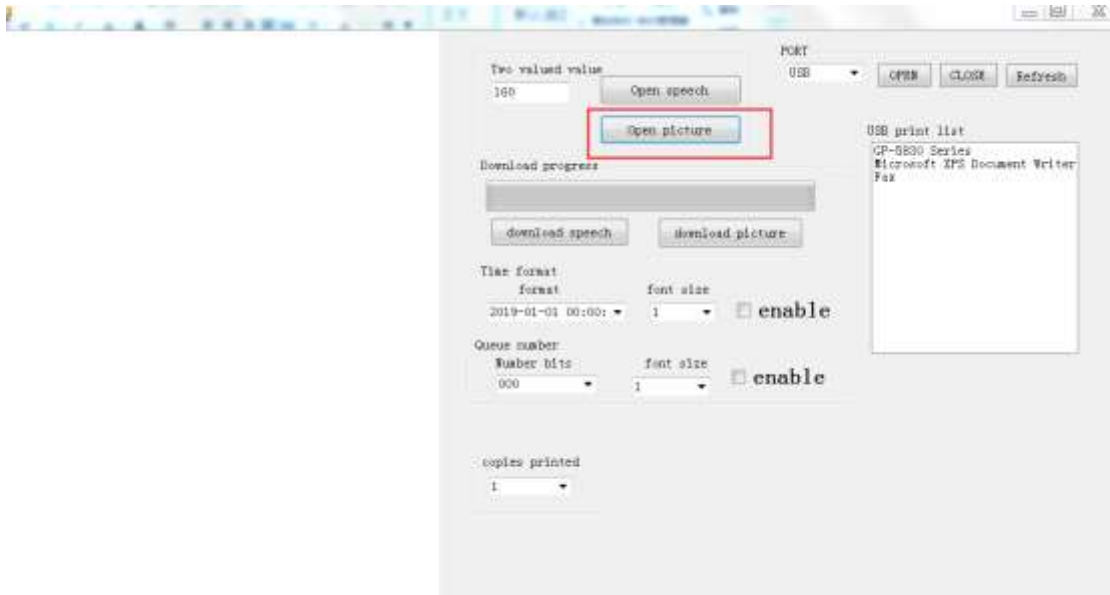 PORT
Two valued value
USB
OPEN
CLOSE
Refresh
160
Open speech
Open picture
USB print list
GP-5830 Series
Microsoft XPS Document Writer
Fax
Download progress
download speech
download picture
Time format
format
font size
2019-01-01 00:00:
1
enable
Queue number
Number bits
font size
000
1
enable
copies printed
1